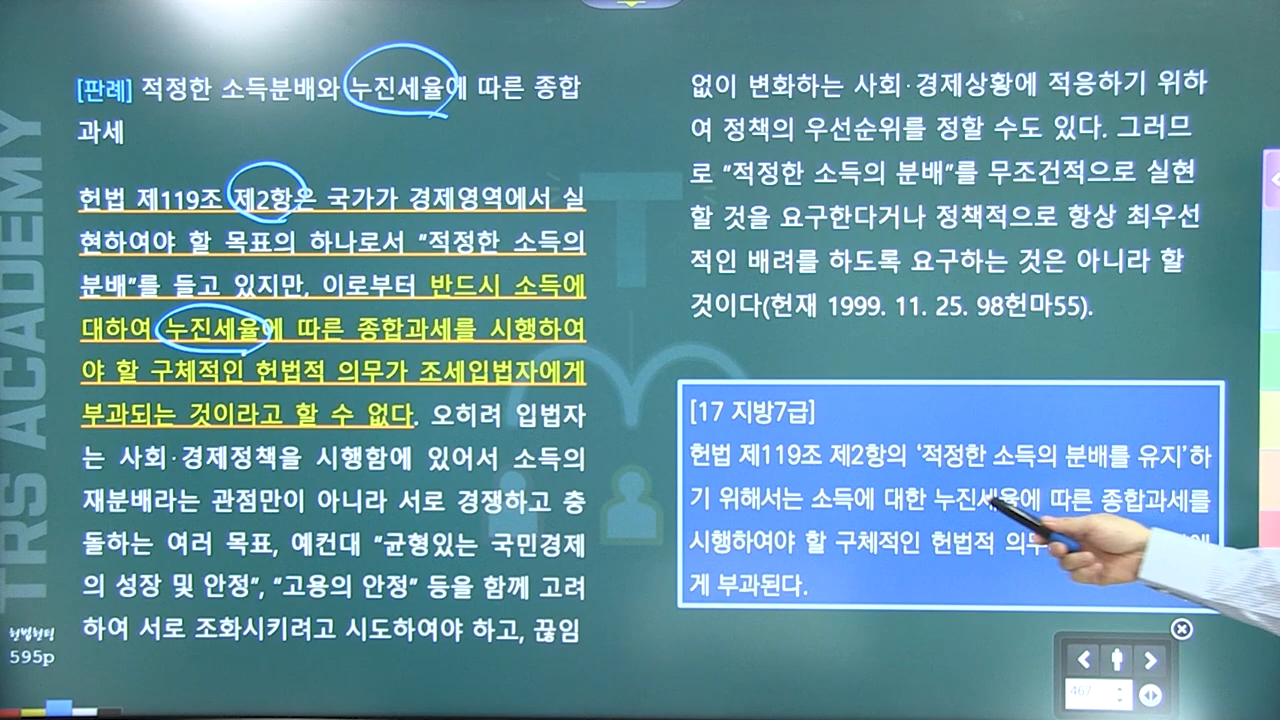 [판례] 적정한 소득분배와 누진세율에 따른 종합
과세
헌법 제119조 제2항은 국가가 경제영역에서 실
현하여야 할 목표의 하나로서 "적정한 소득의
분배"를 들고 있지만, 이로부터 반드시 소득에
대하여 누진세율에 따른 종합과세를 시행하여
야 할 구체적인 헌법적 의무가 조세입법자에게
부과되는 것이라고 할 수 없다. 오히려 입법자
는 사회·경제정책을 시행함에 있어서 소득의
재분배라는 관점만이 아니라 서로 경쟁하고 충
돌하는 여러 목표, 예컨대 "균형있는 국민경제
의 성장 및 안정", "고용의 안정" 등을 함께 고려
하여 서로 조화시키려고 시도하여야 하고, 끊임
없이 변화하는 사회·경제상황에 적응하기 위하
여 정책의 우선순위를 정할 수도 있다. 그러므
로 "적정한 소득의 분배"를 무조건적으로 실현
할 것을 요구한다거나 정책적으로 항상 최우선
적인 배려를 하도록 요구하는 것은 아니라 할
것이다(헌재 1999. 11. 25. 98헌마55).
[17 지방7급]
헌법 제119조 제2항의 '적정한 소득의 분배를 유지'하
기 위해서는 소득에 대한 누진세율에 따른 종합과세를
시행하여야 할 구체적인 헌법적
게 부과된다.
TRS ACADEMY
595p
467